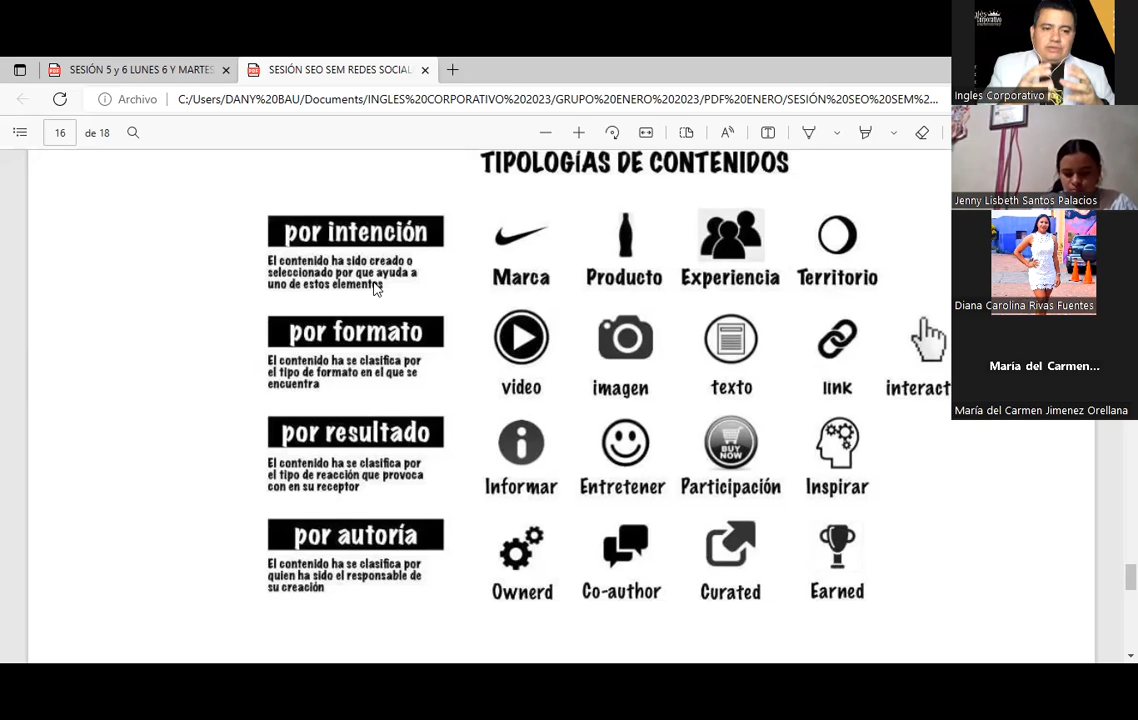 SESIÓN 5 y 6 LUNES 6 Y MARTES
SESIÓN SEO SEM REDES SOCIAL
Archivo
C:/Users/DANY%20BAU/Documents/INGLES%20CORPORATIVO%202023/GRUPO%20ENERO%202023/PDF%20ENERO/SESIÓN%20SEO%20SEM%2...
16 de 18
TIPOLOGÍAS DE CONTENIDOS
por intención
El contenido ha sido creado o
seleccionado por que ayuda a
uno de estos elementos
Marca Producto Experiencia Territorio
por formato
El contenido ha se clasifica por
el tipo de formato en el que se
encuentra
video imagen texto link interact
por resultado
El contenido ha se clasifica por
el tipo de reacción que provoca
con en su receptor
BUY
NOW
Informar Entretener Participación Inspirar
por autoría
El contenido ha se clasifica por
quien ha sido el responsable de
su creación
Ownerd Co-author Curated Earned
Ingles Corporativo
Jenny Lisbeth Santos Palacios
Diana Carolina Rivas Fuentes
María del Carmen...
María del Carmen Jimenez Orellana